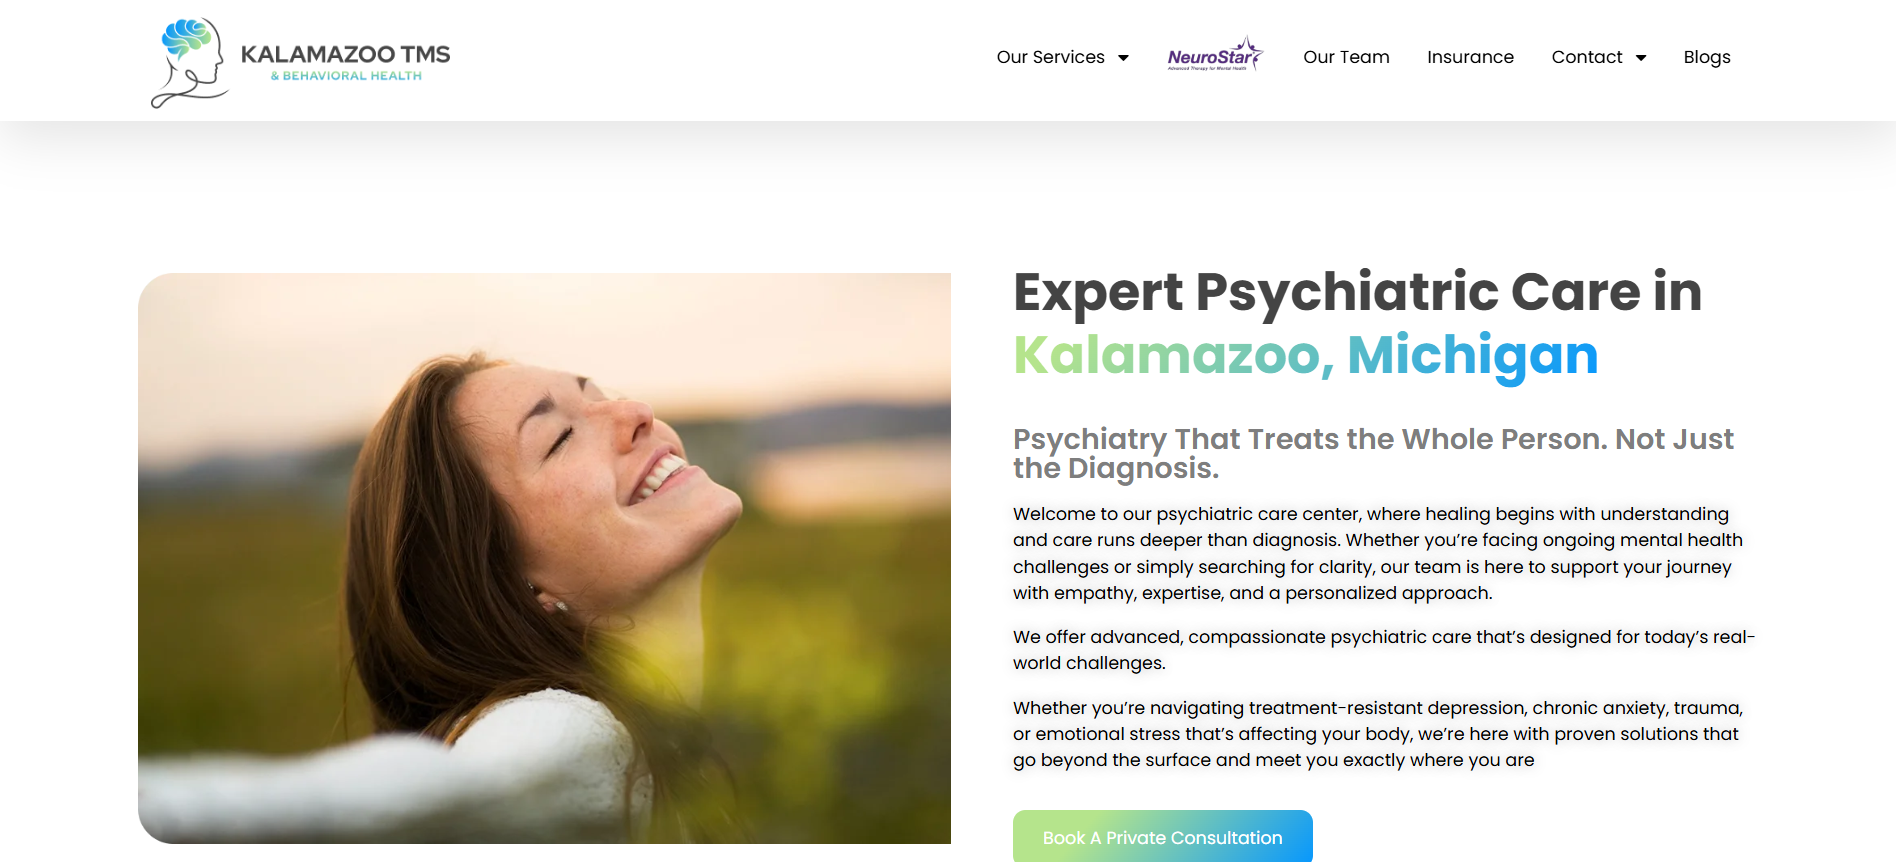 KALAMAZOO TMS
& BEHAVIORAL HEALTH
Our Services
NeuroStar
Advanced Therapy for Mental Health
Our Team
Insurance
Contact
Blogs
Expert Psychiatric Care in
Kalamazoo, Michigan
Psychiatry That Treats the Whole Person. Not Just
the Diagnosis.
Welcome to our psychiatric care center, where healing begins with understanding
and care runs deeper than diagnosis. Whether you’re facing ongoing mental health
challenges or simply searching for clarity, our team is here to support your journey
with empathy, expertise, and a personalized approach.
We offer advanced, compassionate psychiatric care that’s designed for today’s real-
world challenges.
Whether you’re navigating treatment-resistant depression, chronic anxiety, trauma,
or emotional stress that’s affecting your body, we’re here with proven solutions that
go beyond the surface and meet you exactly where you are
Book A Private Consultation